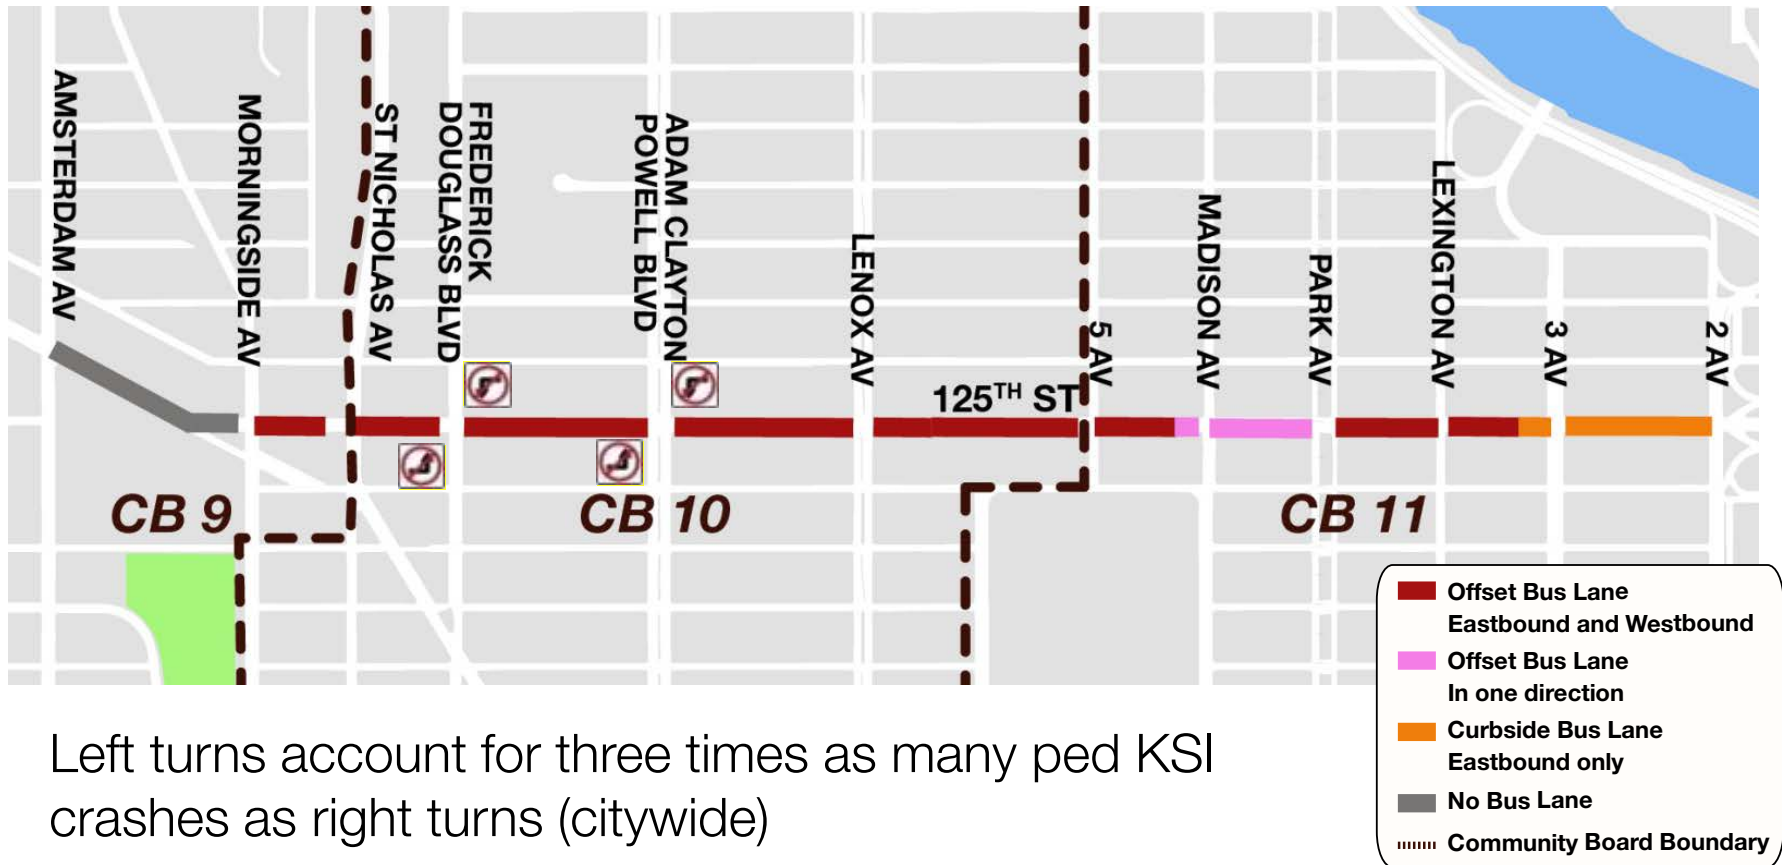 AMSTERDAM AV
MORNINGSIDE AV
ST NICHOLAS AV
FREDERICK
DOUGLASS BLVD
ADAM CLAYTON
POWELL BLVD
LENOX AV
5 AV
MADISON AV
PARK AV
LEXINGTON AV
3 AV
2 AV
125TH ST
CB 9
CB 10
CB 11
Offset Bus Lane
Eastbound and Westbound
Offset Bus Lane
In one direction
Curbside Bus Lane
Eastbound only
No Bus Lane
Community Board Boundary
Left turns account for three times as many ped KSI
crashes as right turns (citywide)